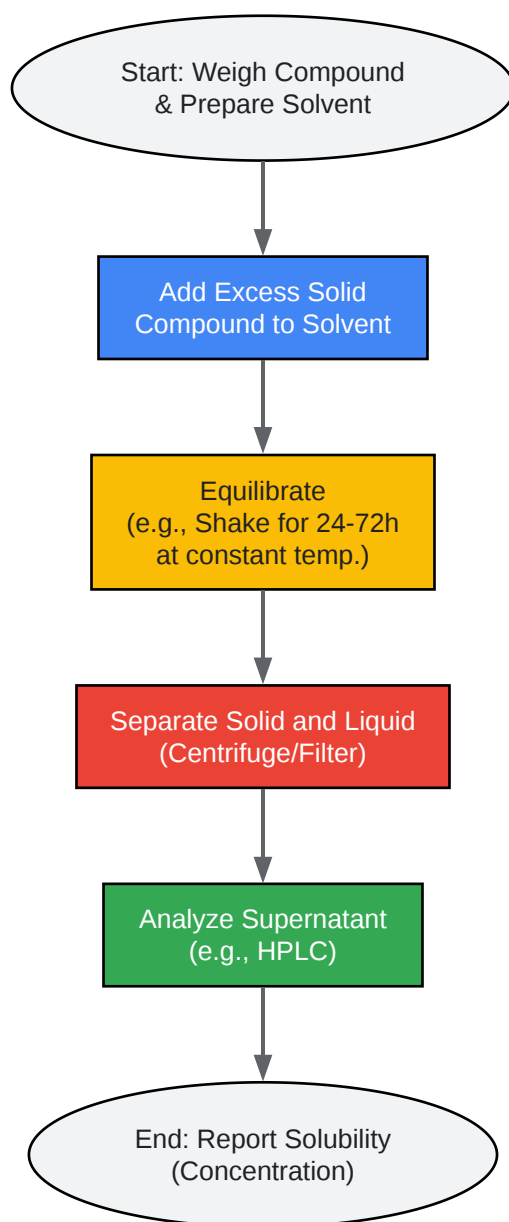 Start: Weigh Compound
& Prepare Solvent
Add Excess Solid
Compound to Solvent
Equilibrate
(e.g., Shake for 24-72h
at constant temp.)
Separate Solid and Liquid
(Centrifuge/Filter)
Analyze Supernatant
(e.g., HPLC)
End: Report Solubility
(Concentration)